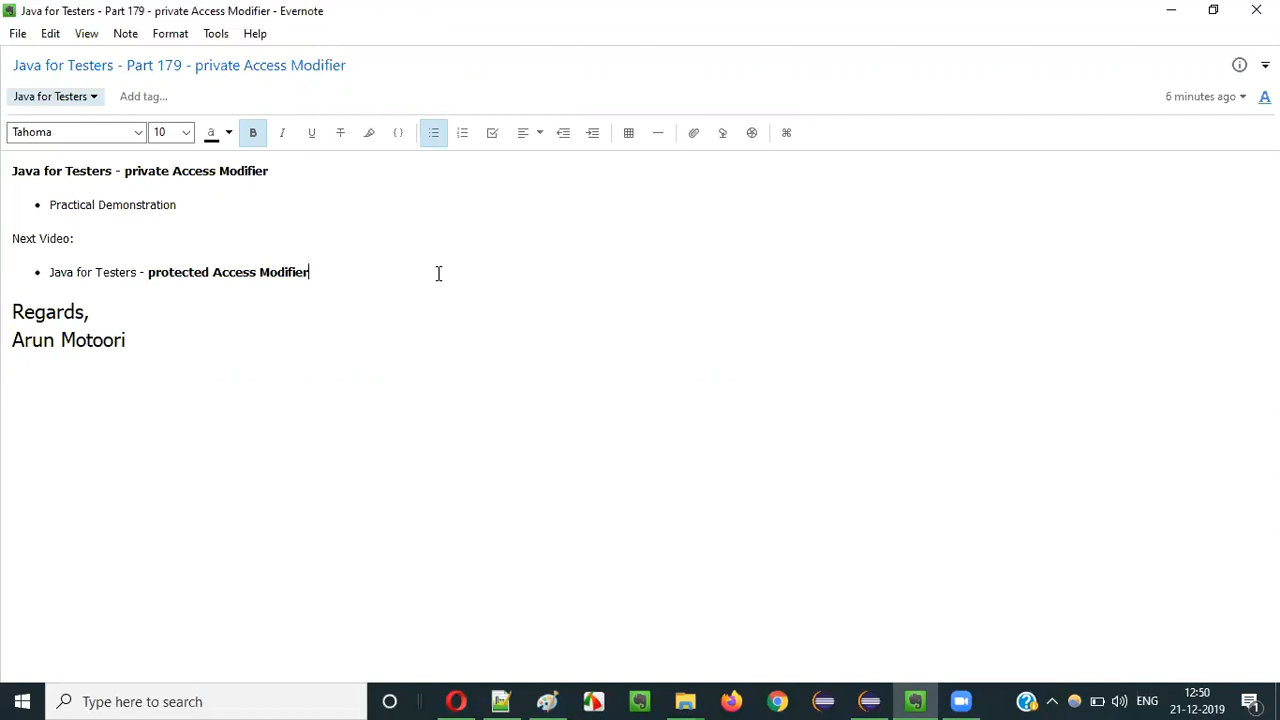 Java for Testers - Part 179 - private Access Modifier - Evernote
File Edit View Note Format Tools Help
Java for Testers - Part 179 - private Access Modifier
Java for Testers Add tag... 6 minutes ago A
Tahoma 10 a B I U T { }
Java for Testers - private Access Modifier
• Practical Demonstration
Next Video:
• Java for Testers - protected Access Modifier
Regards,
Arun Motoori
Type here to search ENG 12:50
21-12-2019